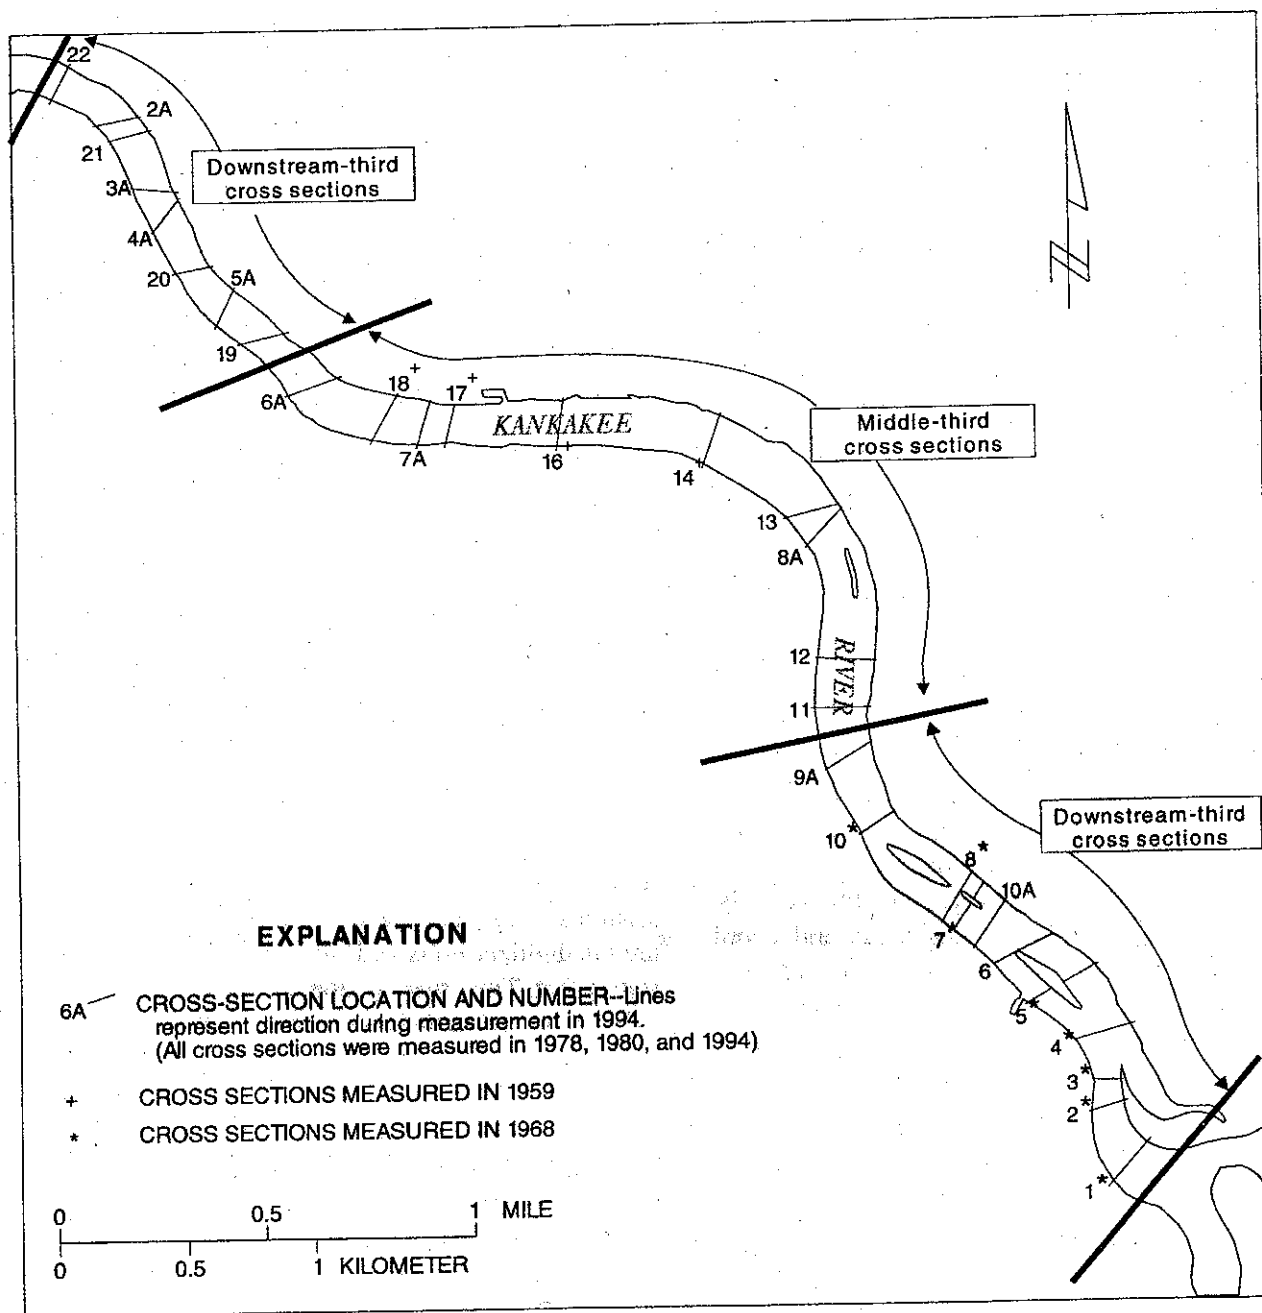 22
2A
21
Downstream-third
cross sections
3A
4A
20
5A
19
6A
18+
17+
KANKAKEE
7A
16
+
14
+
Middle-third
cross sections
13
8A
12
RIVER
11
9A
10*
Downstream-third
cross sections
8*
10A
7
*
6
5
*
4*
3*
2*
1*
N
EXPLANATION
6A CROSS-SECTION LOCATION AND NUMBER--Lines
represent direction during measurement in 1994.
(All cross sections were measured in 1978, 1980, and 1994)
+ CROSS SECTIONS MEASURED IN 1959
* CROSS SECTIONS MEASURED IN 1968
0 0.5 1 MILE
0 0.5 1 KILOMETER